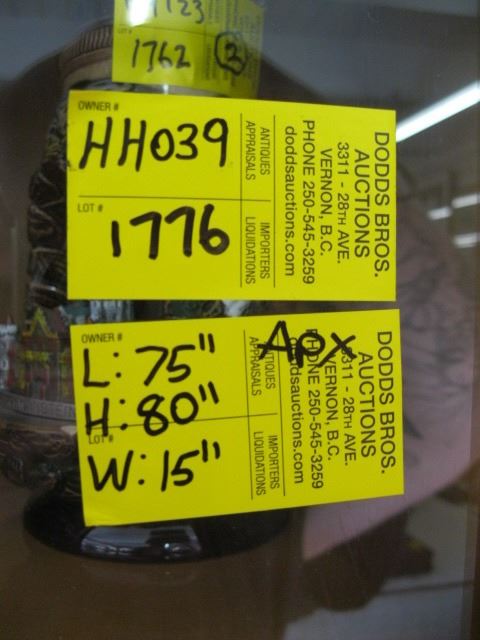 LOT #
1762
2
OWNER #
HH039
LOT #
1776
ANTIQUES
APPRAISALS
IMPORTERS
LIQUIDATIONS
DODDS BROS.
AUCTIONS
3311 - 28TH AVE.
VERNON, B.C.
PHONE 250-545-3259
doddsauctions.com
OWNER #
L: 75"
H: 80"
LOT #
W: 15"
APX
ANTIQUES
APPRAISALS
IMPORTERS
LIQUIDATIONS
DODDS BROS.
AUCTIONS
3311 - 28TH AVE.
VERNON, B.C.
PHONE 250-545-3259
doddsauctions.com